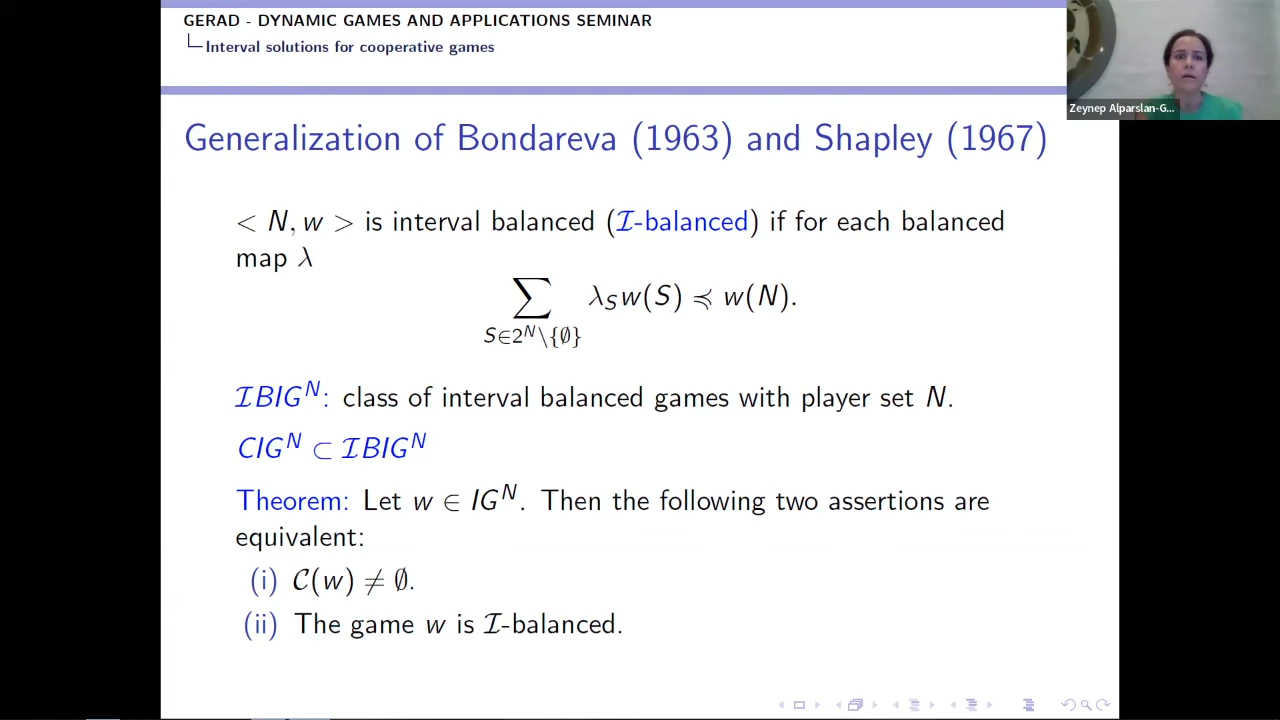 GERAD - DYNAMIC GAMES AND APPLICATIONS SEMINAR
Interval solutions for cooperative games
Zeynep Alparslan-G...
Generalization of Bondareva (1963) and Shapley (1967)
< N, w > is interval balanced (ℐ-balanced) if for each balanced
map λ
∑_{S∈2^N\{∅}} λ_S w(S) ≼ w(N).
ℐBIG^N: class of interval balanced games with player set N.
CIG^N ⊂ ℐBIG^N
Theorem: Let w ∈ IG^N. Then the following two assertions are
equivalent:
(i) 𝒞(w) ≠ ∅.
(ii) The game w is ℐ-balanced.